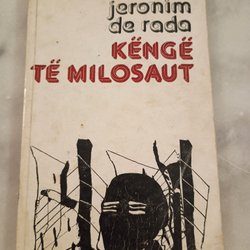 jeronim
de rada
KËNGË
TË MILOSAUT